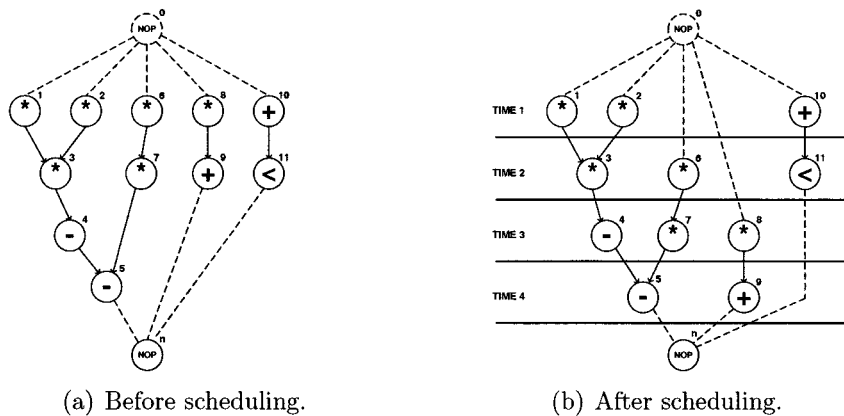 0
NOP
* 1
* 2
* 6
* 8
+ 10
* 3
* 7
+ 9
< 11
- 4
- 5
n
NOP
(a) Before scheduling.
0
NOP
TIME 1
* 1
* 2
+ 10
TIME 2
* 3
* 6
< 11
TIME 3
- 4
* 7
* 8
TIME 4
- 5
+ 9
n
NOP
(b) After scheduling.